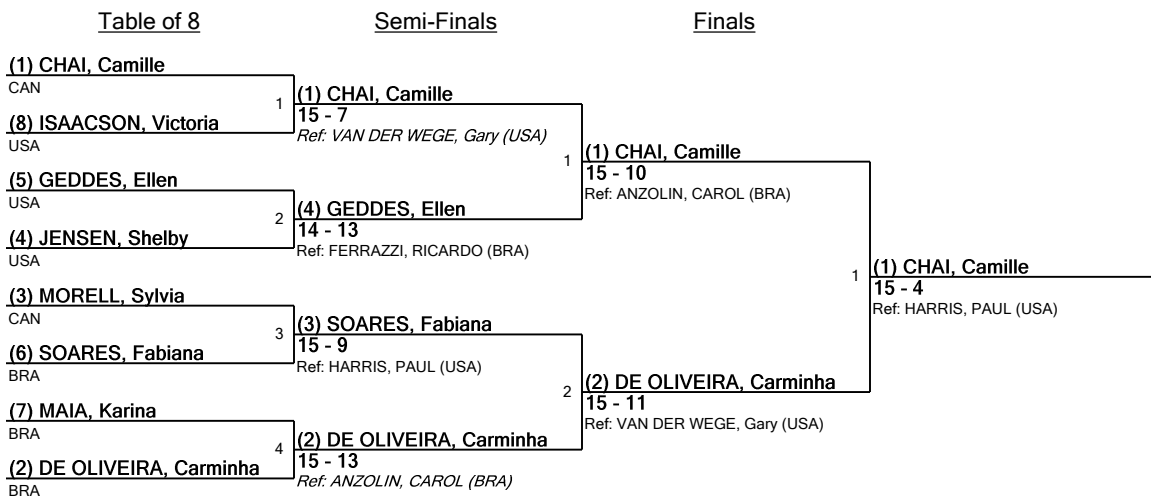 Table of 8
Semi-Finals
Finals
(1) CHAI, Camille
CAN
(8) ISAACSON, Victoria
USA
(5) GEDDES, Ellen
USA
(4) JENSEN, Shelby
USA
(3) MORELL, Sylvia
CAN
(6) SOARES, Fabiana
BRA
(7) MAIA, Karina
BRA
(2) DE OLIVEIRA, Carminha
BRA
1
(1) CHAI, Camille
15 - 7
Ref: VAN DER WEGE, Gary (USA)
2
(4) GEDDES, Ellen
14 - 13
Ref: FERRAZZI, RICARDO (BRA)
3
(3) SOARES, Fabiana
15 - 9
Ref: HARRIS, PAUL (USA)
4
(2) DE OLIVEIRA, Carminha
15 - 13
Ref: ANZOLIN, CAROL (BRA)
1
(1) CHAI, Camille
15 - 10
Ref: ANZOLIN, CAROL (BRA)
2
(2) DE OLIVEIRA, Carminha
15 - 11
Ref: VAN DER WEGE, Gary (USA)
1
(1) CHAI, Camille
15 - 4
Ref: HARRIS, PAUL (USA)